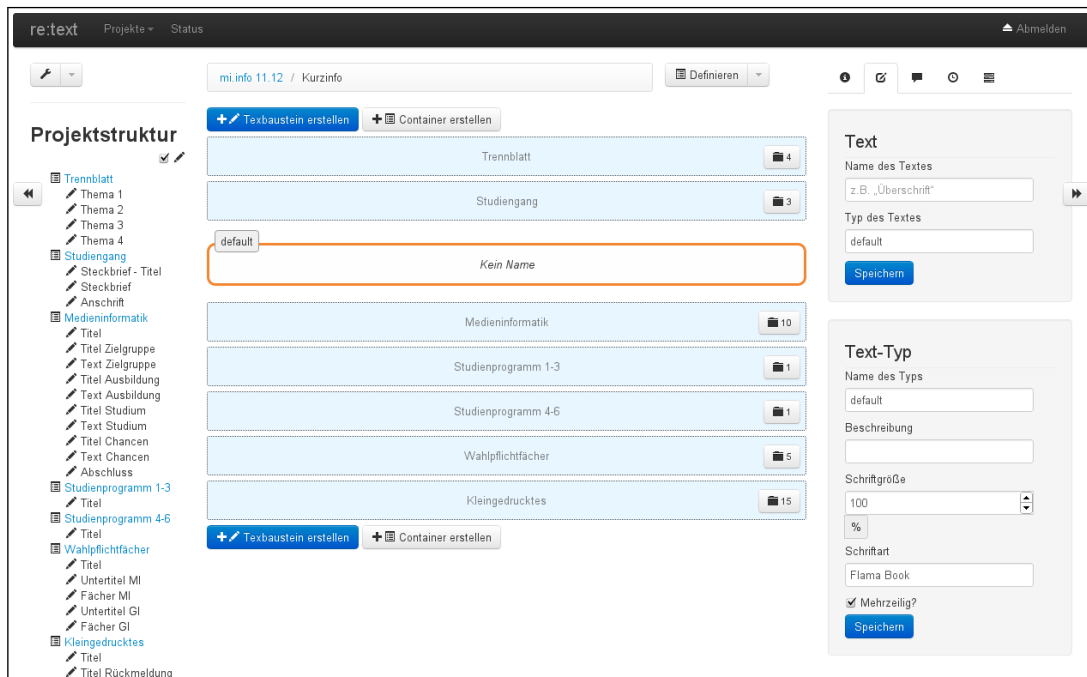 re:text Projekte Status Abmelden
mi.info 11.12 / Kurzinfo
Definieren
Projektstruktur
Trennblatt
Thema 1
Thema 2
Thema 3
Thema 4
Studiengang
Steckbrief - Titel
Steckbrief
Anschrift
Medieninformatik
Titel
Titel Zielgruppe
Text Zielgruppe
Titel Ausbildung
Text Ausbildung
Titel Studium
Text Studium
Titel Chancen
Text Chancen
Abschluss
Studienprogramm 1-3
Titel
Studienprogramm 4-6
Titel
Wahlpflichtfächer
Titel
Untertitel MI
Fächer MI
Untertitel GI
Fächer GI
Kleingedrucktes
Titel
Titel Rückmeldung
Texbaustein erstellen Container erstellen
Trennblatt 4
Studiengang 3
default
Kein Name
Medieninformatik 10
Studienprogramm 1-3 1
Studienprogramm 4-6 1
Wahlpflichtfächer 5
Kleingedrucktes 15
Texbaustein erstellen Container erstellen
Text
Name des Textes
z.B. „Überschrift“
Typ des Textes
default
Speichern
Text-Typ
Name des Typs
default
Beschreibung
Schriftgröße
100
%
Schriftart
Flama Book
Mehrzeilig?
Speichern